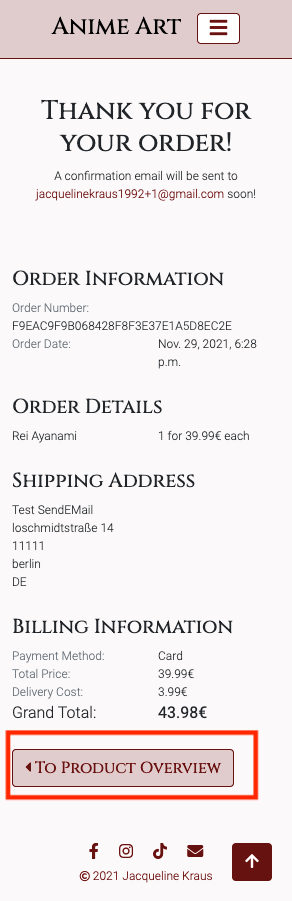 Anime Art
Thank you for
your order!
A confirmation email will be sent to
jacquelinekraus1992+1@gmail.com soon!
Order Information
Order Number:
F9EAC9F9B068428F8F3E37E1A5D8EC2E
Order Date: Nov. 29, 2021, 6:28
p.m.
Order Details
Rei Ayanami 1 for 39.99€ each
Shipping Address
Test SendEMail
loschmidtstraße 14
11111
berlin
DE
Billing Information
Payment Method: Card
Total Price: 39.99€
Delivery Cost: 3.99€
Grand Total: 43.98€
To Product Overview
© 2021 Jacqueline Kraus